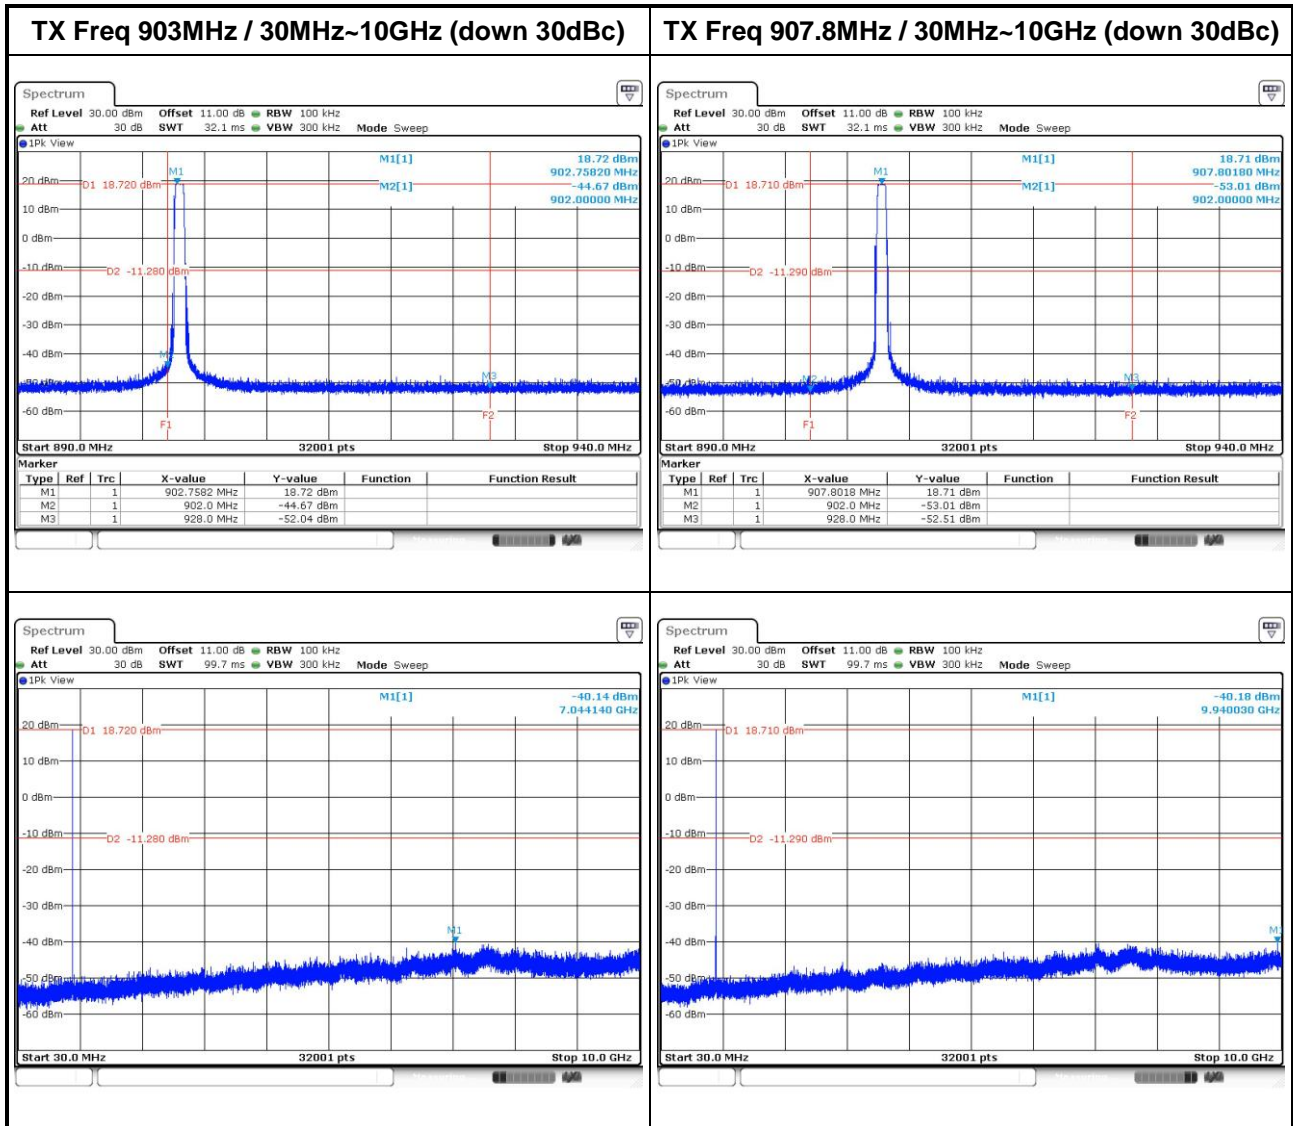 TX Freq 903MHz / 30MHz~10GHz (down 30dBc)
TX Freq 907.8MHz / 30MHz~10GHz (down 30dBc)
Spectrum
Ref Level 30.00 dBm Offset 11.00 dB RBW 100 kHz
Att 30 dB SWT 32.1 ms VBW 300 kHz Mode Sweep
1Pk View
M1[1] 18.72 dBm
902.75820 MHz
M2[1] -44.67 dBm
902.00000 MHz
M1
20 dBm
D1 18.720 dBm
10 dBm
0 dBm
-10 dBm
D2 -11.280 dBm
-20 dBm
-30 dBm
-40 dBm
M3
-60 dBm
F1
F2
Start 890.0 MHz 32001 pts Stop 940.0 MHz
Marker
Type Ref Trc X-value Y-value Function Function Result
M1 1 902.7582 MHz 18.72 dBm
M2 1 902.0 MHz -44.67 dBm
M3 1 928.0 MHz -52.04 dBm
Spectrum
Ref Level 30.00 dBm Offset 11.00 dB RBW 100 kHz
Att 30 dB SWT 32.1 ms VBW 300 kHz Mode Sweep
1Pk View
M1[1] 18.71 dBm
907.80180 MHz
M2[1] -53.01 dBm
902.00000 MHz
M1
20 dBm
D1 18.710 dBm
10 dBm
0 dBm
-10 dBm
D2 -11.290 dBm
-20 dBm
-30 dBm
-40 dBm
-50 dBm
M2
M3
-60 dBm
F1
F2
Start 890.0 MHz 32001 pts Stop 940.0 MHz
Marker
Type Ref Trc X-value Y-value Function Function Result
M1 1 907.8018 MHz 18.71 dBm
M2 1 902.0 MHz -53.01 dBm
M3 1 928.0 MHz -52.51 dBm
Spectrum
Ref Level 30.00 dBm Offset 11.00 dB RBW 100 kHz
Att 30 dB SWT 99.7 ms VBW 300 kHz Mode Sweep
1Pk View
M1[1] -40.14 dBm
7.044140 GHz
20 dBm
D1 18.720 dBm
10 dBm
0 dBm
-10 dBm
D2 -11.280 dBm
-20 dBm
-30 dBm
-40 dBm
M1
-50 dBm
-60 dBm
Start 30.0 MHz 32001 pts Stop 10.0 GHz
Spectrum
Ref Level 30.00 dBm Offset 11.00 dB RBW 100 kHz
Att 30 dB SWT 99.7 ms VBW 300 kHz Mode Sweep
1Pk View
M1[1] -40.18 dBm
9.940030 GHz
20 dBm
D1 18.710 dBm
10 dBm
0 dBm
-10 dBm
D2 -11.290 dBm
-20 dBm
-30 dBm
-40 dBm
-50 dBm
-60 dBm
Start 30.0 MHz 32001 pts Stop 10.0 GHz